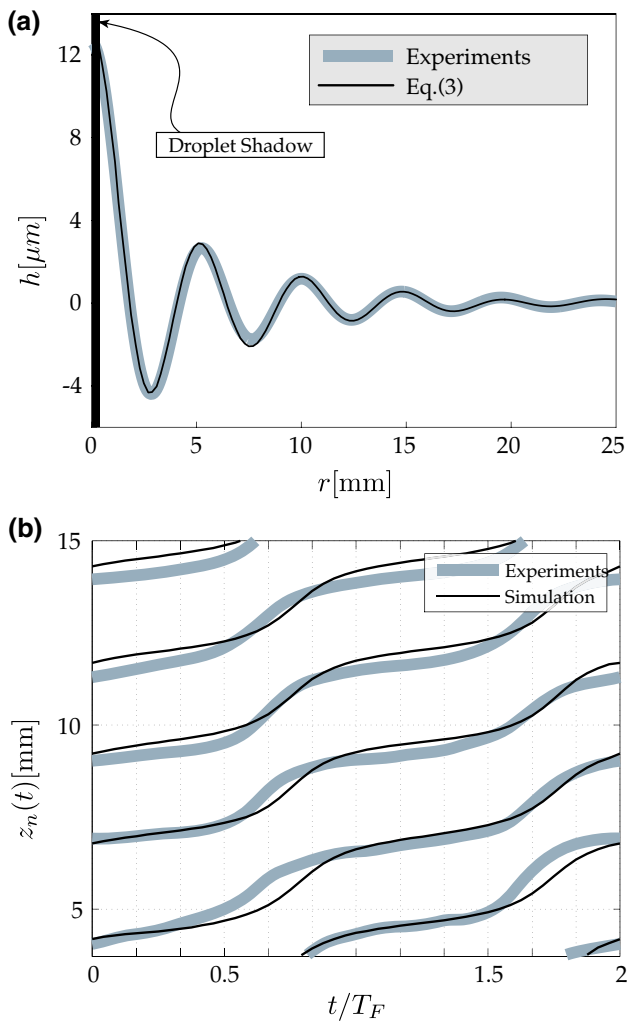 (a)
12
8
4
0
-4
h[μm]
Experiments
Eq.(3)
Droplet Shadow
0
5
10
15
20
25
r[mm]
(b)
15
10
5
z_n(t)[mm]
Experiments
Simulation
0
0.5
1
1.5
2
t/T_F